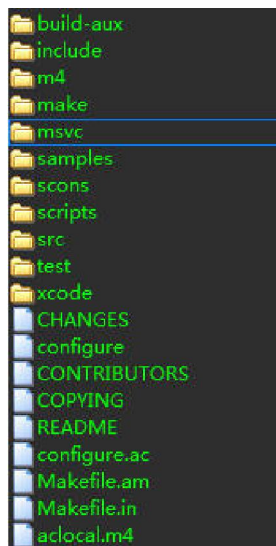 build-aux
include
m4
make
msvc
samples
scons
scripts
src
test
xcode
CHANGES
configure
CONTRIBUTORS
COPYING
README
configure.ac
Makefile.am
Makefile.in
aclocal.m4